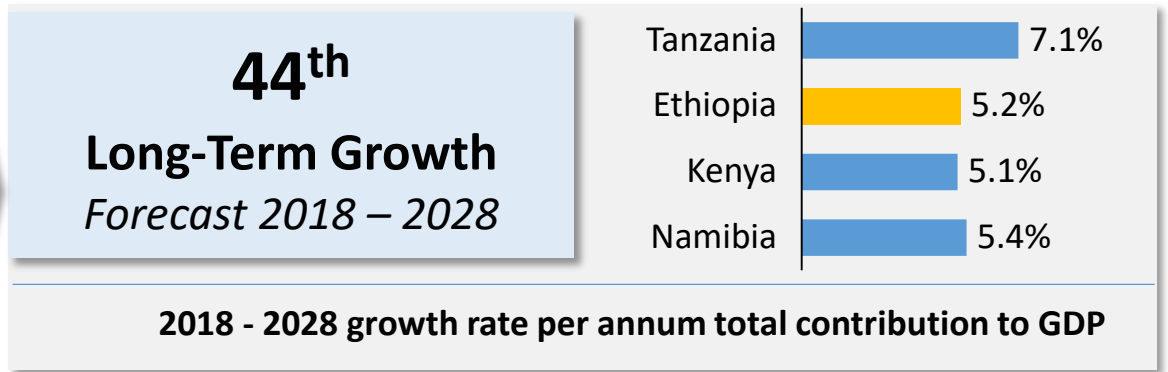 44th
Long-Term Growth
Forecast 2018 – 2028
Tanzania 7.1%
Ethiopia 5.2%
Kenya 5.1%
Namibia 5.4%
2018 - 2028 growth rate per annum total contribution to GDP